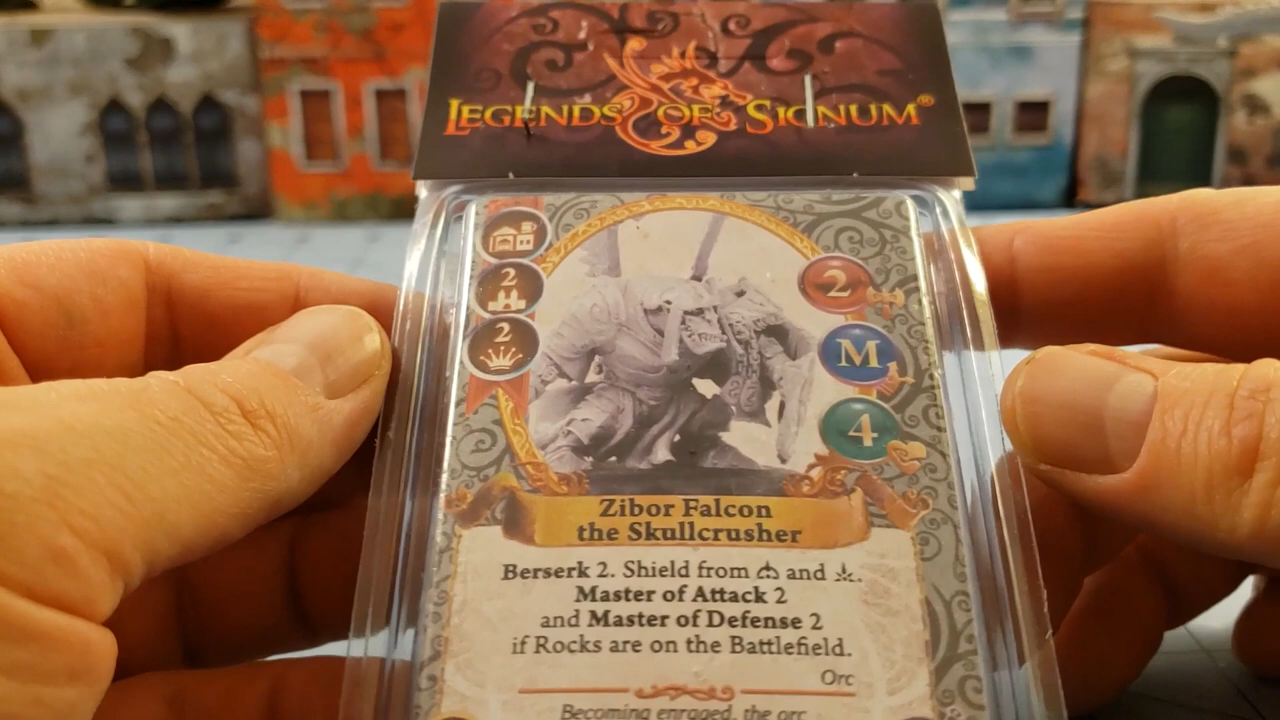 LEGENDS OF SIGNUM®
2
2
2
M
4
Zibor Falcon
the Skullcrusher
Berserk 2. Shield from and .
Master of Attack 2
and Master of Defense 2
if Rocks are on the Battlefield.
Orc
Becoming enraged, the orc